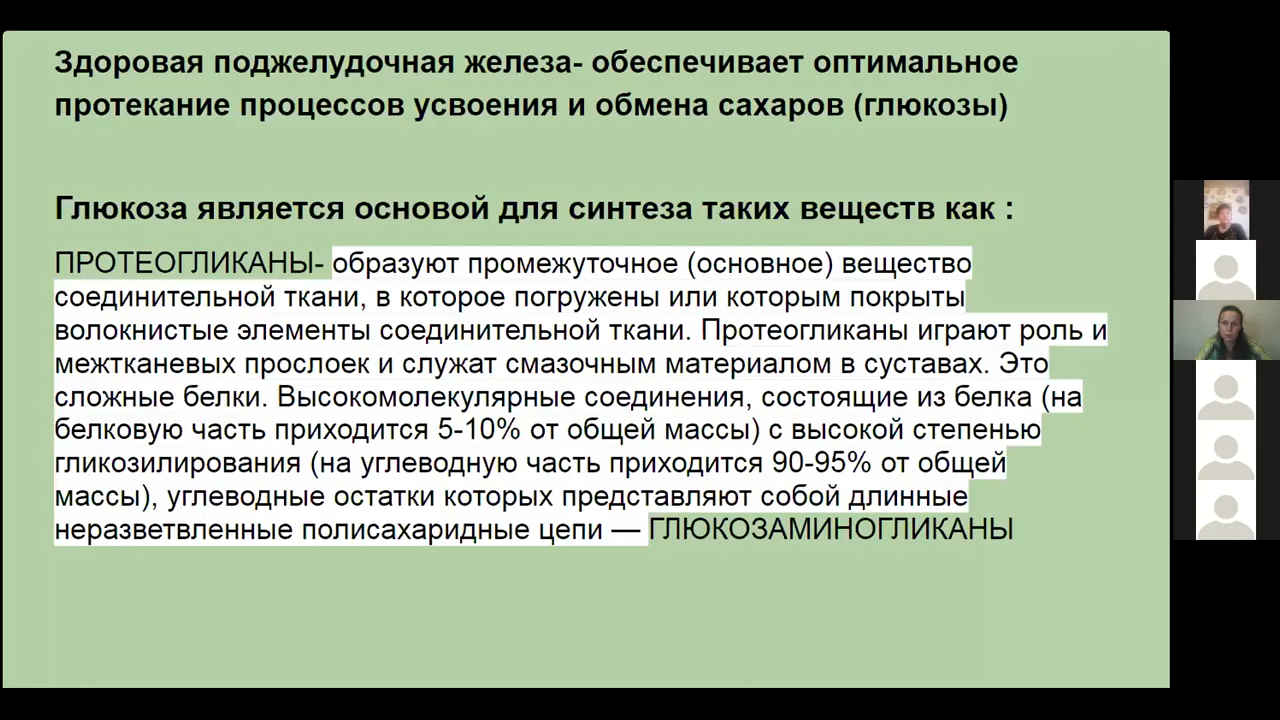 Здоровая поджелудочная железа- обеспечивает оптимальное
протекание процессов усвоения и обмена сахаров (глюкозы)
Глюкоза является основой для синтеза таких веществ как :
ПРОТЕОГЛИКАНЫ- образуют промежуточное (основное) вещество
соединительной ткани, в которое погружены или которым покрыты
волокнистые элементы соединительной ткани. Протеогликаны играют роль и
межтканевых прослоек и служат смазочным материалом в суставах. Это
сложные белки. Высокомолекулярные соединения, состоящие из белка (на
белковую часть приходится 5-10% от общей массы) с высокой степенью
гликозилирования (на углеводную часть приходится 90-95% от общей
массы), углеводные остатки которых представляют собой длинные
неразветвленные полисахаридные цепи — ГЛЮКОЗАМИНОГЛИКАНЫ